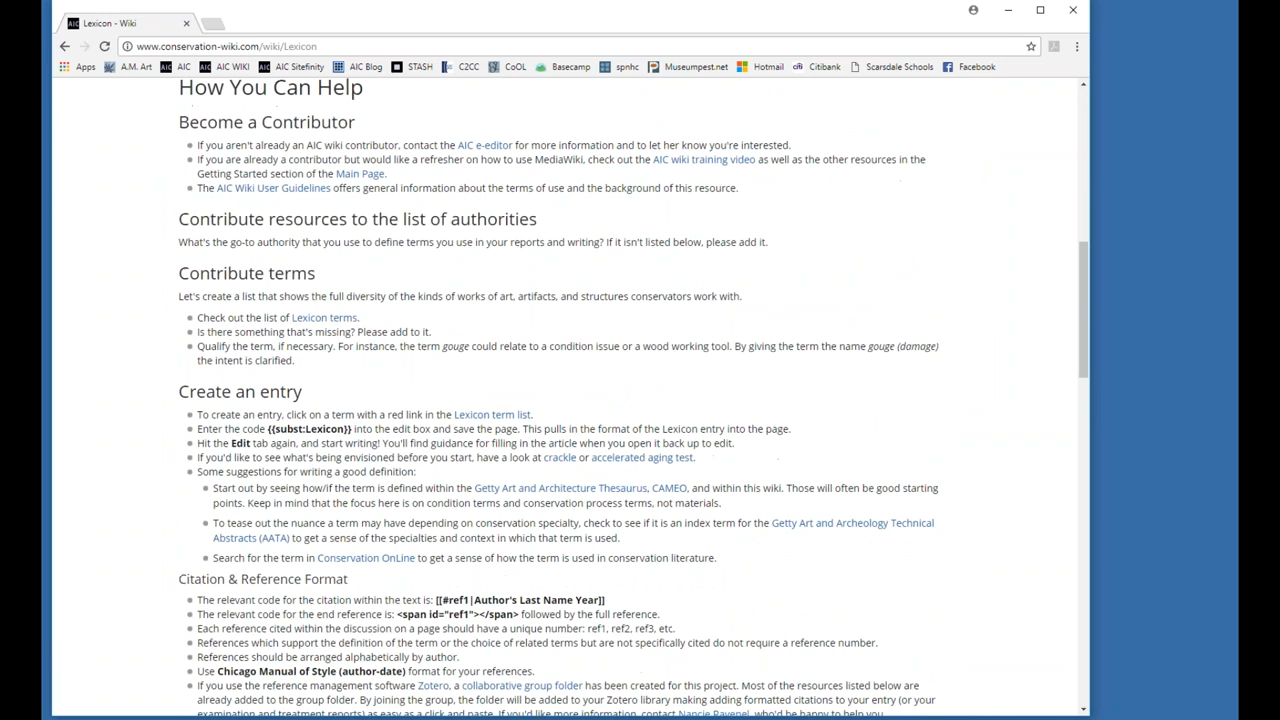 AIC Lexicon - Wiki
www.conservation-wiki.com/wiki/Lexicon
Apps A.M. Art AIC AIC AIC AIC WIKI AIC AIC Sitefinity AIC Blog STASH C2CC CoOL Basecamp spnhc Museumpest.net Hotmail citi Citibank Scarsdale Schools Facebook
How You Can Help
Become a Contributor
If you aren't already an AIC wiki contributor, contact the AIC e-editor for more information and to let her know you're interested.
If you are already a contributor but would like a refresher on how to use MediaWiki, check out the AIC wiki training video as well as the other resources in the
Getting Started section of the Main Page.
The AIC Wiki User Guidelines offers general information about the terms of use and the background of this resource.
Contribute resources to the list of authorities
What's the go-to authority that you use to define terms you use in your reports and writing? If it isn't listed below, please add it.
Contribute terms
Let's create a list that shows the full diversity of the kinds of works of art, artifacts, and structures conservators work with.
Check out the list of Lexicon terms.
Is there something that's missing? Please add to it.
Qualify the term, if necessary. For instance, the term gouge could relate to a condition issue or a wood working tool. By giving the term the name gouge (damage)
the intent is clarified.
Create an entry
To create an entry, click on a term with a red link in the Lexicon term list.
Enter the code {{subst:Lexicon}} into the edit box and save the page. This pulls in the format of the Lexicon entry into the page.
Hit the Edit tab again, and start writing! You'll find guidance for filling in the article when you open it back up to edit.
If you'd like to see what's being envisioned before you start, have a look at crackle or accelerated aging test.
Some suggestions for writing a good definition:
Start out by seeing how/if the term is defined within the Getty Art and Architecture Thesaurus, CAMEO, and within this wiki. Those will often be good starting
points. Keep in mind that the focus here is on condition terms and conservation process terms, not materials.
To tease out the nuance a term may have depending on conservation specialty, check to see if it is an index term for the Getty Art and Archeology Technical
Abstracts (AATA) to get a sense of the specialties and context in which that term is used.
Search for the term in Conservation OnLine to get a sense of how the term is used in conservation literature.
Citation & Reference Format
The relevant code for the citation within the text is: [[#ref1|Author's Last Name Year]]
The relevant code for the end reference is: <span id="ref1"></span> followed by the full reference.
Each reference cited within the discussion on a page should have a unique number: ref1, ref2, ref3, etc.
References which support the definition of the term or the choice of related terms but are not specifically cited do not require a reference number.
References should be arranged alphabetically by author.
Use Chicago Manual of Style (author-date) format for your references.
If you use the reference management software Zotero, a collaborative group folder has been created for this project. Most of the resources listed below are
already added to the group folder. By joining the group, the folder will be added to your Zotero library making adding formatted citations to your entry (or your
examination and treatment reports) as easy as a click and paste. If you'd like more information, contact Nancie Ravenel, who'd be happy to help you.